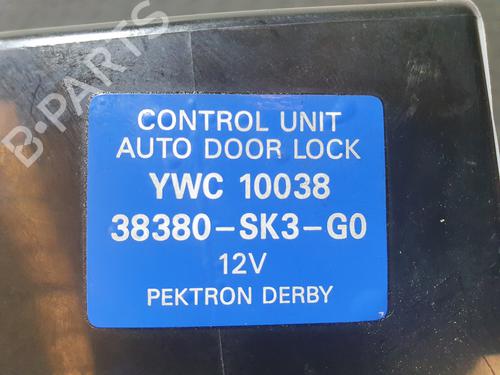 B-PARTS
CONTROL UNIT
AUTO DOOR LOCK
YWC 10038
38380-SK3-G0
12V
PEKTRON DERBY